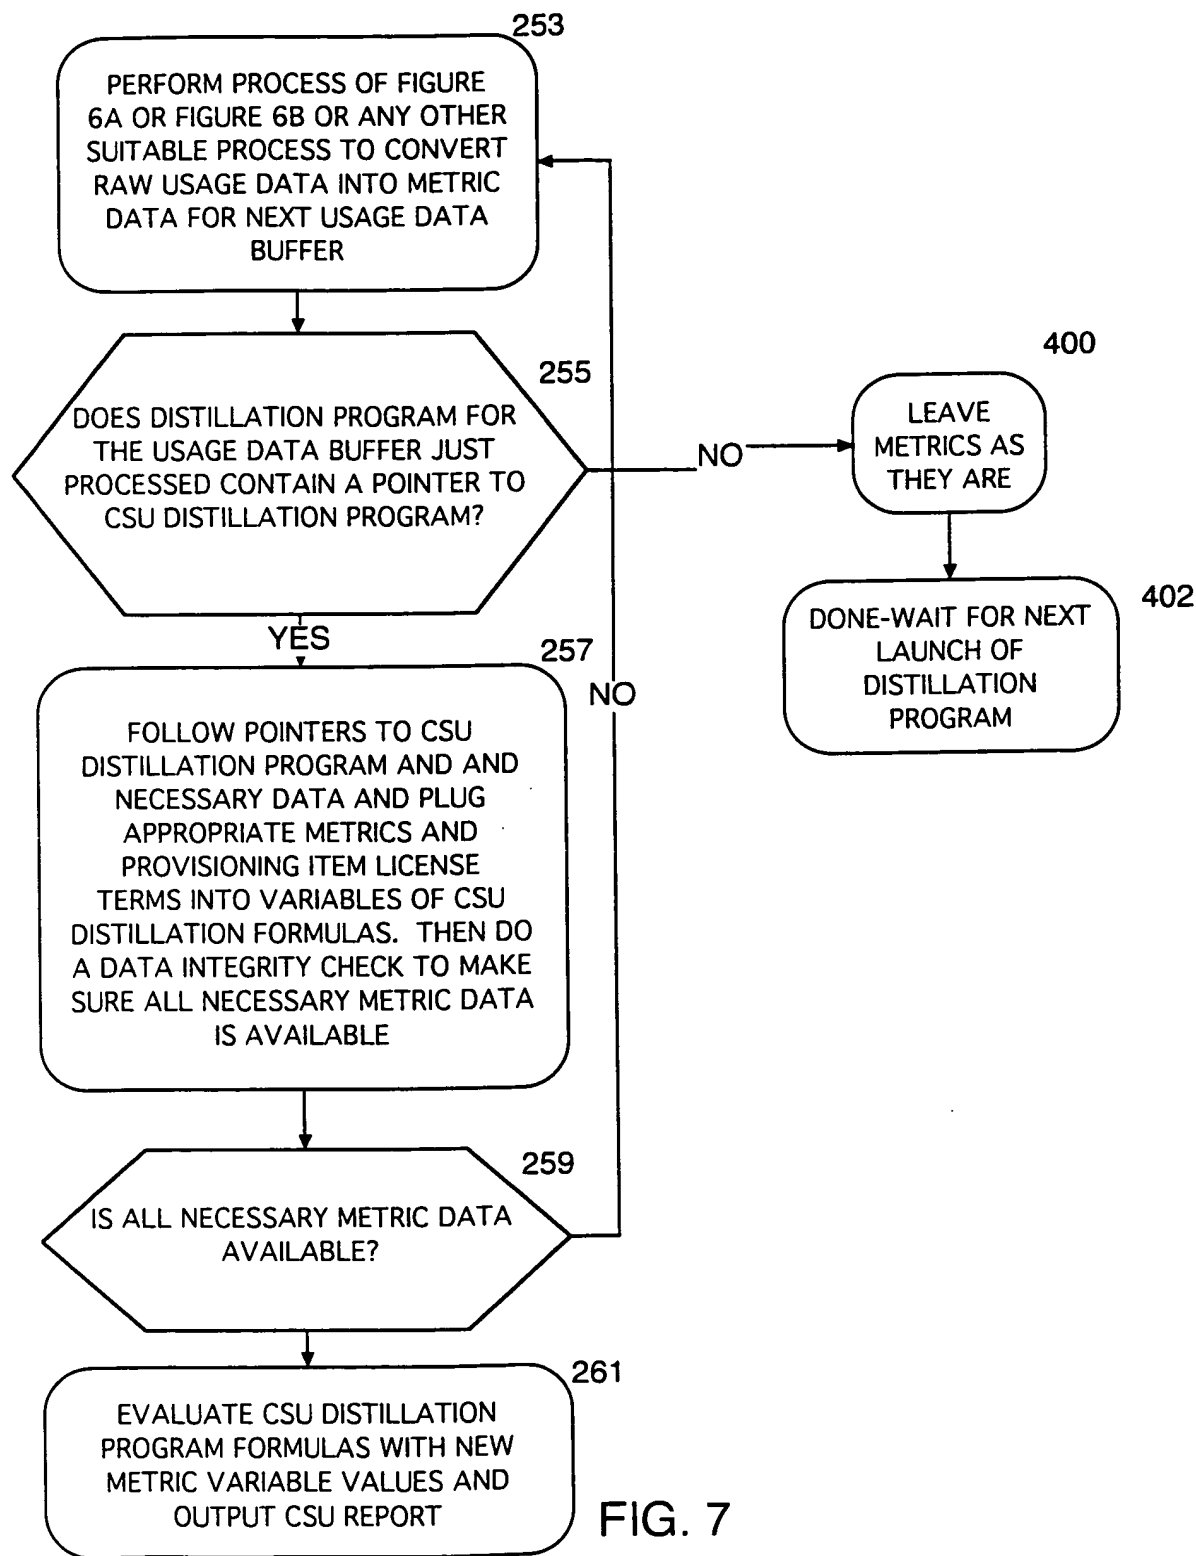 253
PERFORM PROCESS OF FIGURE
6A OR FIGURE 6B OR ANY OTHER
SUITABLE PROCESS TO CONVERT
RAW USAGE DATA INTO METRIC
DATA FOR NEXT USAGE DATA
BUFFER
255
DOES DISTILLATION PROGRAM FOR
THE USAGE DATA BUFFER JUST
PROCESSED CONTAIN A POINTER TO
CSU DISTILLATION PROGRAM?
NO
400
LEAVE
METRICS AS
THEY ARE
402
DONE-WAIT FOR NEXT
LAUNCH OF
DISTILLATION
PROGRAM
YES
257
NO
FOLLOW POINTERS TO CSU
DISTILLATION PROGRAM AND AND
NECESSARY DATA AND PLUG
APPROPRIATE METRICS AND
PROVISIONING ITEM LICENSE
TERMS INTO VARIABLES OF CSU
DISTILLATION FORMULAS.  THEN DO
A DATA INTEGRITY CHECK TO MAKE
SURE ALL NECESSARY METRIC DATA
IS AVAILABLE
259
IS ALL NECESSARY METRIC DATA
AVAILABLE?
261
EVALUATE CSU DISTILLATION
PROGRAM FORMULAS WITH NEW
METRIC VARIABLE VALUES AND
OUTPUT CSU REPORT
FIG. 7